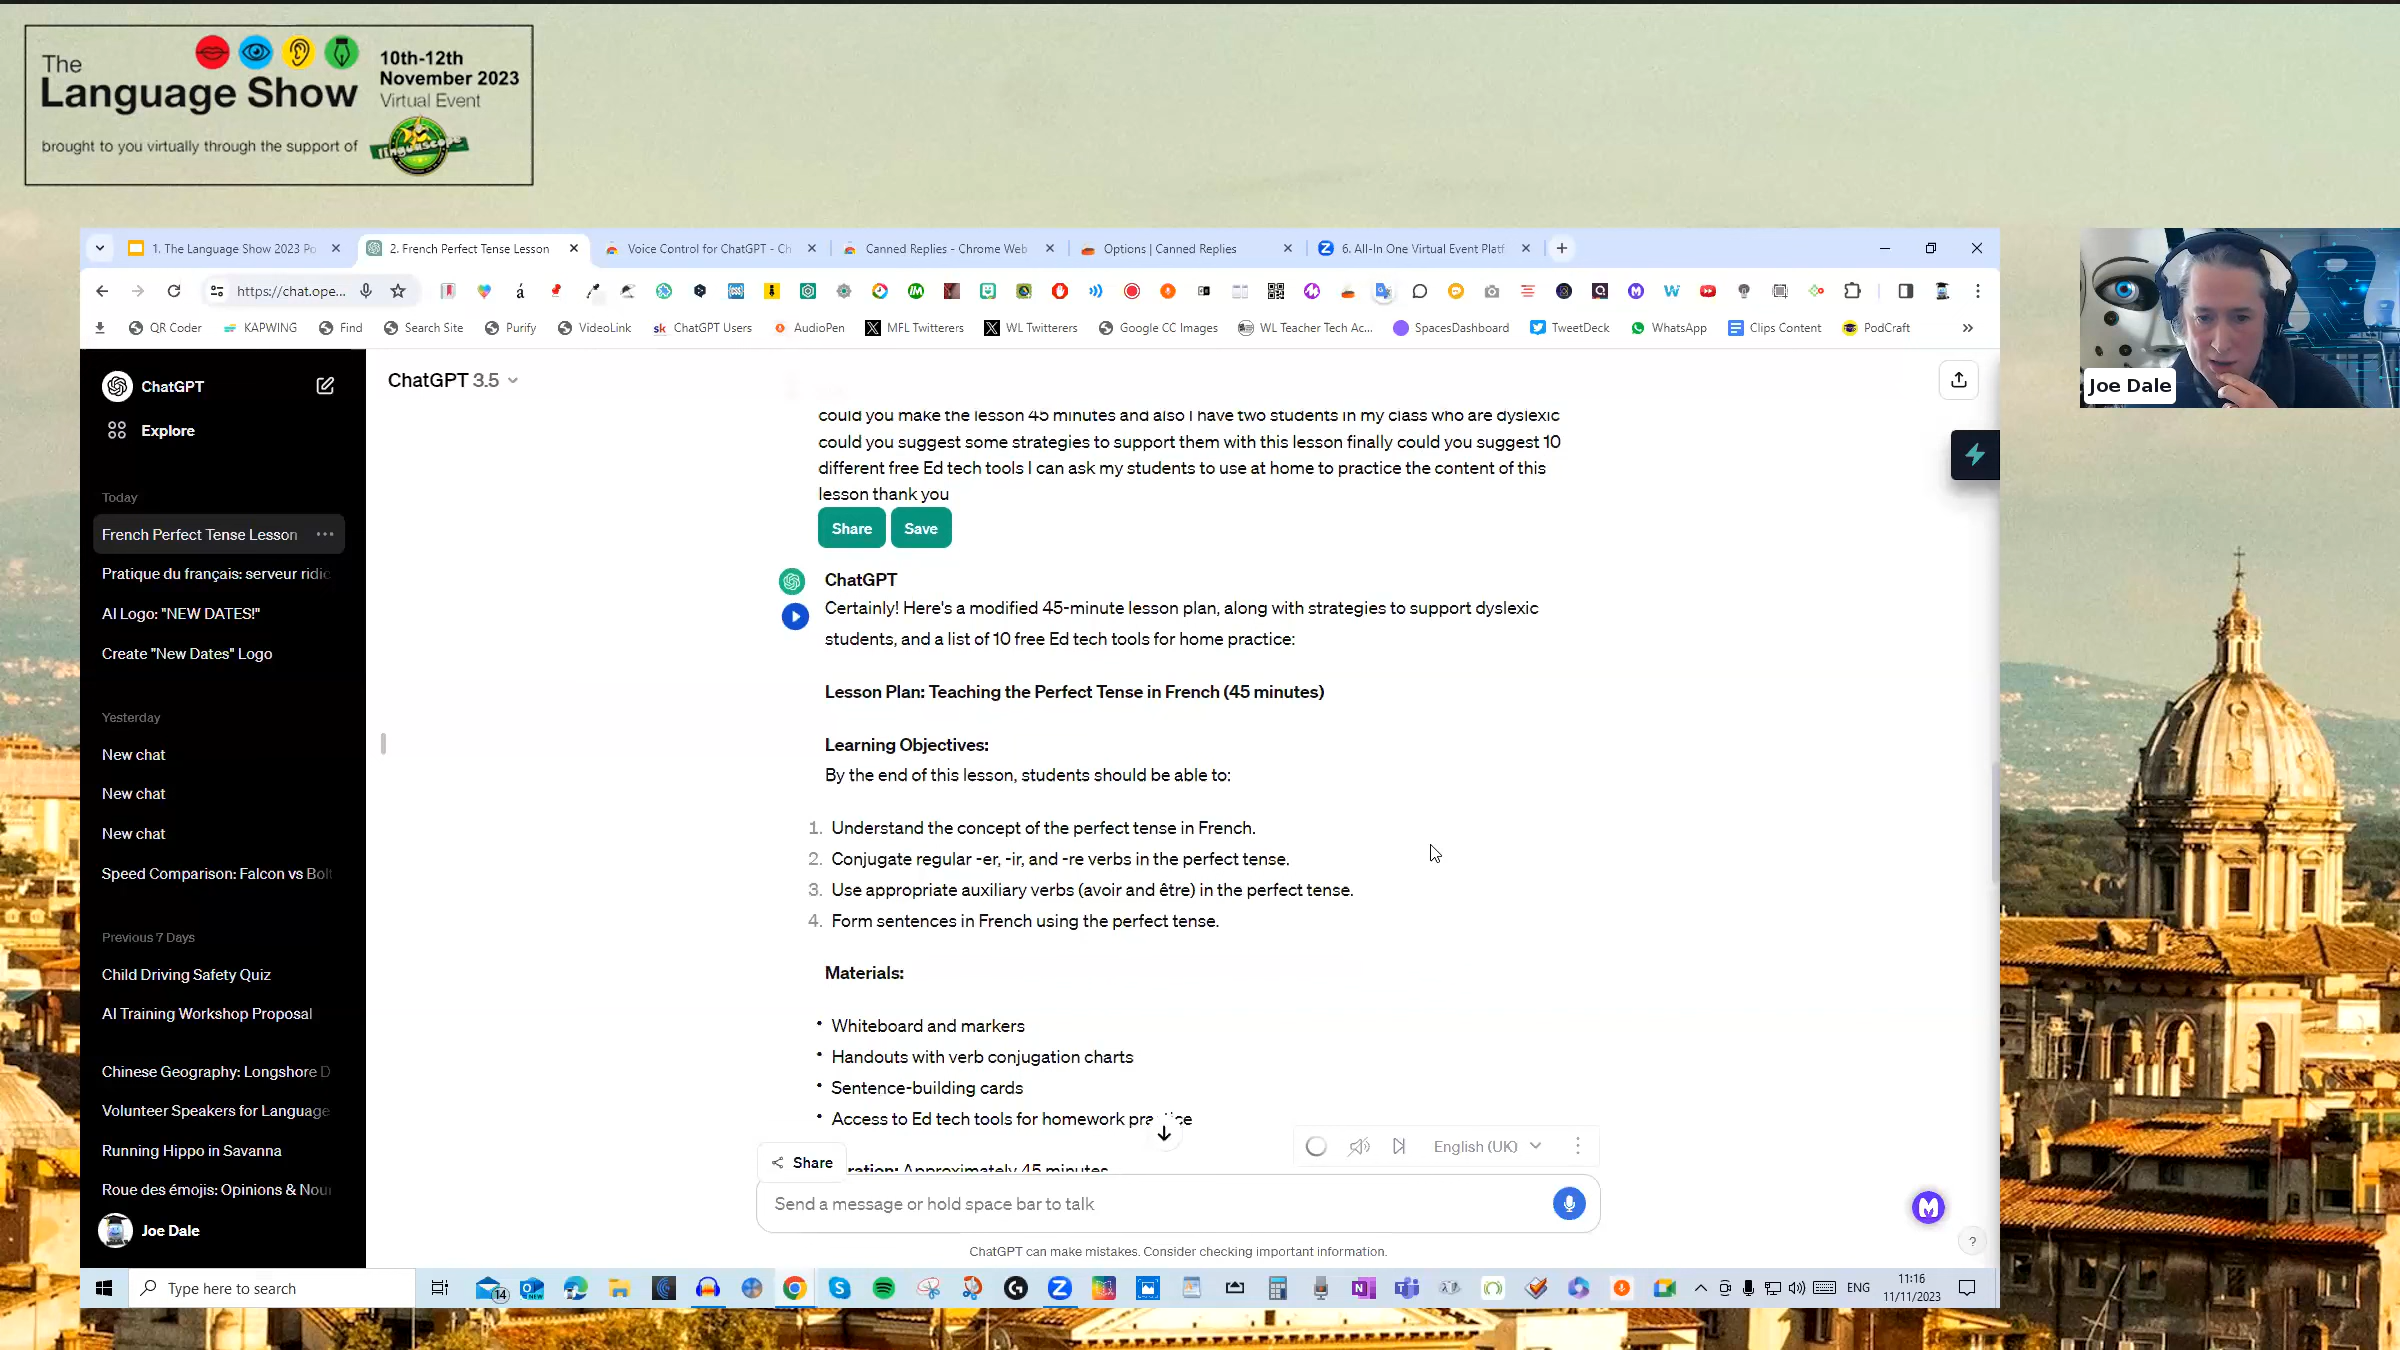 The
Language Show
10th-12th
November 2023
Virtual Event
brought to you virtually through the support of
linguascope
1. The Language Show 2023 Po
2. French Perfect Tense Lesson
Voice Control for ChatGPT - Ch
Canned Replies - Chrome Web
Options | Canned Replies
6. All-In One Virtual Event Platf
https://chat.ope...
QR Coder
KAPWING
Find
Search Site
Purify
VideoLink
ChatGPT Users
AudioPen
MFL Twitterers
WL Twitterers
Google CC Images
WL Teacher Tech Ac...
SpacesDashboard
TweetDeck
WhatsApp
Clips Content
PodCraft
Joe Dale
ChatGPT
Explore
Today
French Perfect Tense Lesson
Pratique du français: serveur ridic
AI Logo: "NEW DATES!"
Create "New Dates" Logo
Yesterday
New chat
New chat
New chat
Speed Comparison: Falcon vs Bolt
Previous 7 Days
Child Driving Safety Quiz
AI Training Workshop Proposal
Chinese Geography: Longshore D
Volunteer Speakers for Language
Running Hippo in Savanna
Roue des émojis: Opinions & Nou
Joe Dale
ChatGPT 3.5
could you make the lesson 45 minutes and also I have two students in my class who are dyslexic
could you suggest some strategies to support them with this lesson finally could you suggest 10
different free Ed tech tools I can ask my students to use at home to practice the content of this
lesson thank you
Share Save
ChatGPT
Certainly! Here's a modified 45-minute lesson plan, along with strategies to support dyslexic
students, and a list of 10 free Ed tech tools for home practice:
Lesson Plan: Teaching the Perfect Tense in French (45 minutes)
Learning Objectives:
By the end of this lesson, students should be able to:
1. Understand the concept of the perfect tense in French.
2. Conjugate regular -er, -ir, and -re verbs in the perfect tense.
3. Use appropriate auxiliary verbs (avoir and être) in the perfect tense.
4. Form sentences in French using the perfect tense.
Materials:
• Whiteboard and markers
• Handouts with verb conjugation charts
• Sentence-building cards
• Access to Ed tech tools for homework practice
English (UK)
Share
ration: Approximately 45 minutes
Send a message or hold space bar to talk
ChatGPT can make mistakes. Consider checking important information.
?
Type here to search
14
ENG
11:16
11/11/2023